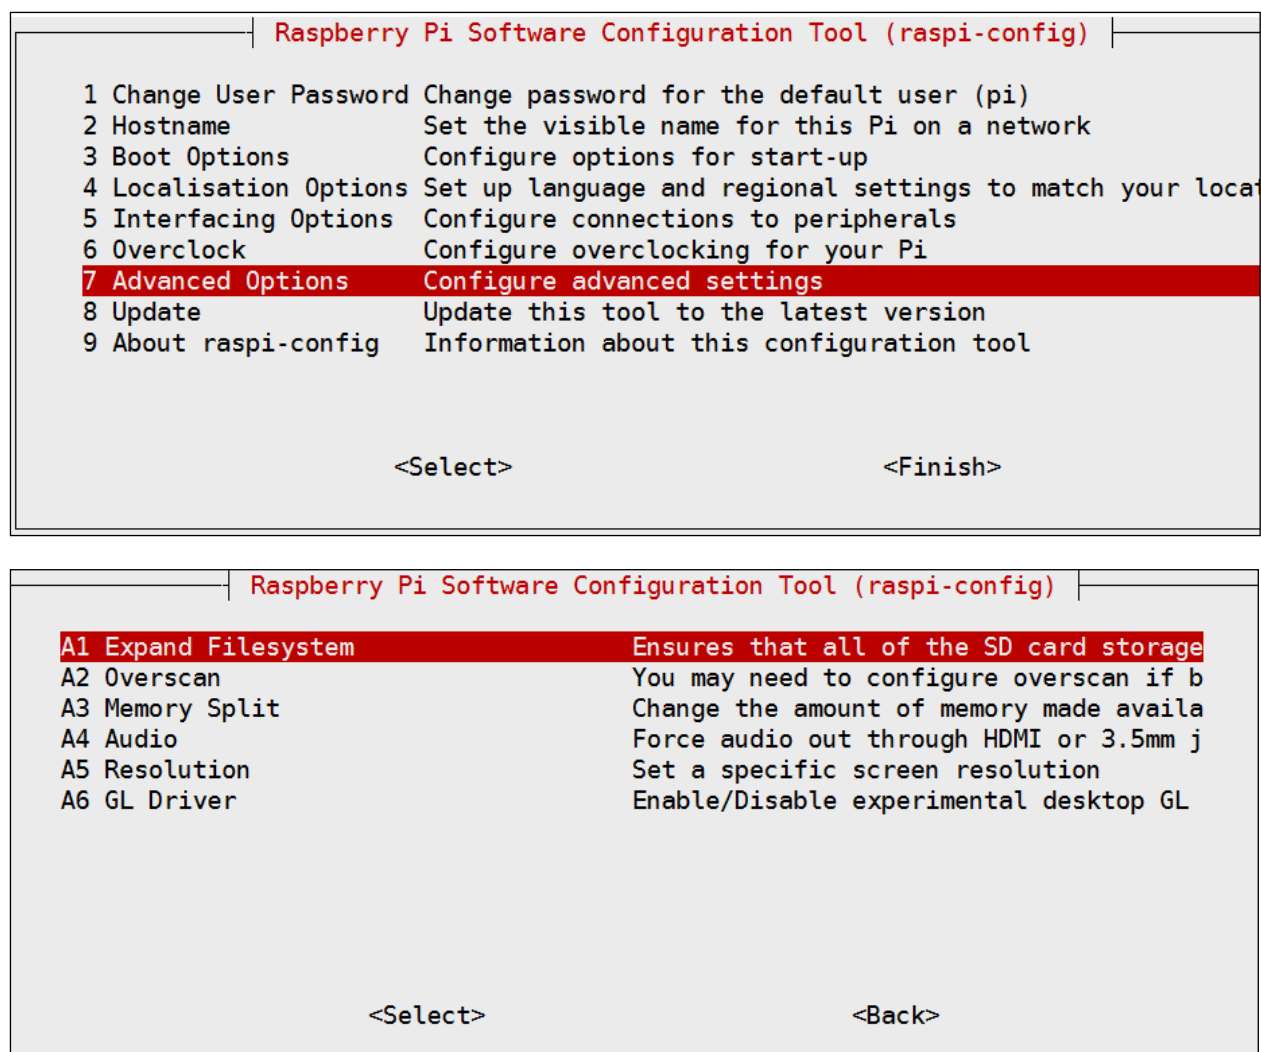 Raspberry Pi Software Configuration Tool (raspi-config)
1 Change User Password Change password for the default user (pi)
2 Hostname Set the visible name for this Pi on a network
3 Boot Options Configure options for start-up
4 Localisation Options Set up language and regional settings to match your locat
5 Interfacing Options Configure connections to peripherals
6 Overclock Configure overclocking for your Pi
7 Advanced Options Configure advanced settings
8 Update Update this tool to the latest version
9 About raspi-config Information about this configuration tool
<Select> <Finish>
Raspberry Pi Software Configuration Tool (raspi-config)
A1 Expand Filesystem Ensures that all of the SD card storage
A2 Overscan You may need to configure overscan if b
A3 Memory Split Change the amount of memory made availa
A4 Audio Force audio out through HDMI or 3.5mm j
A5 Resolution Set a specific screen resolution
A6 GL Driver Enable/Disable experimental desktop GL
<Select> <Back>